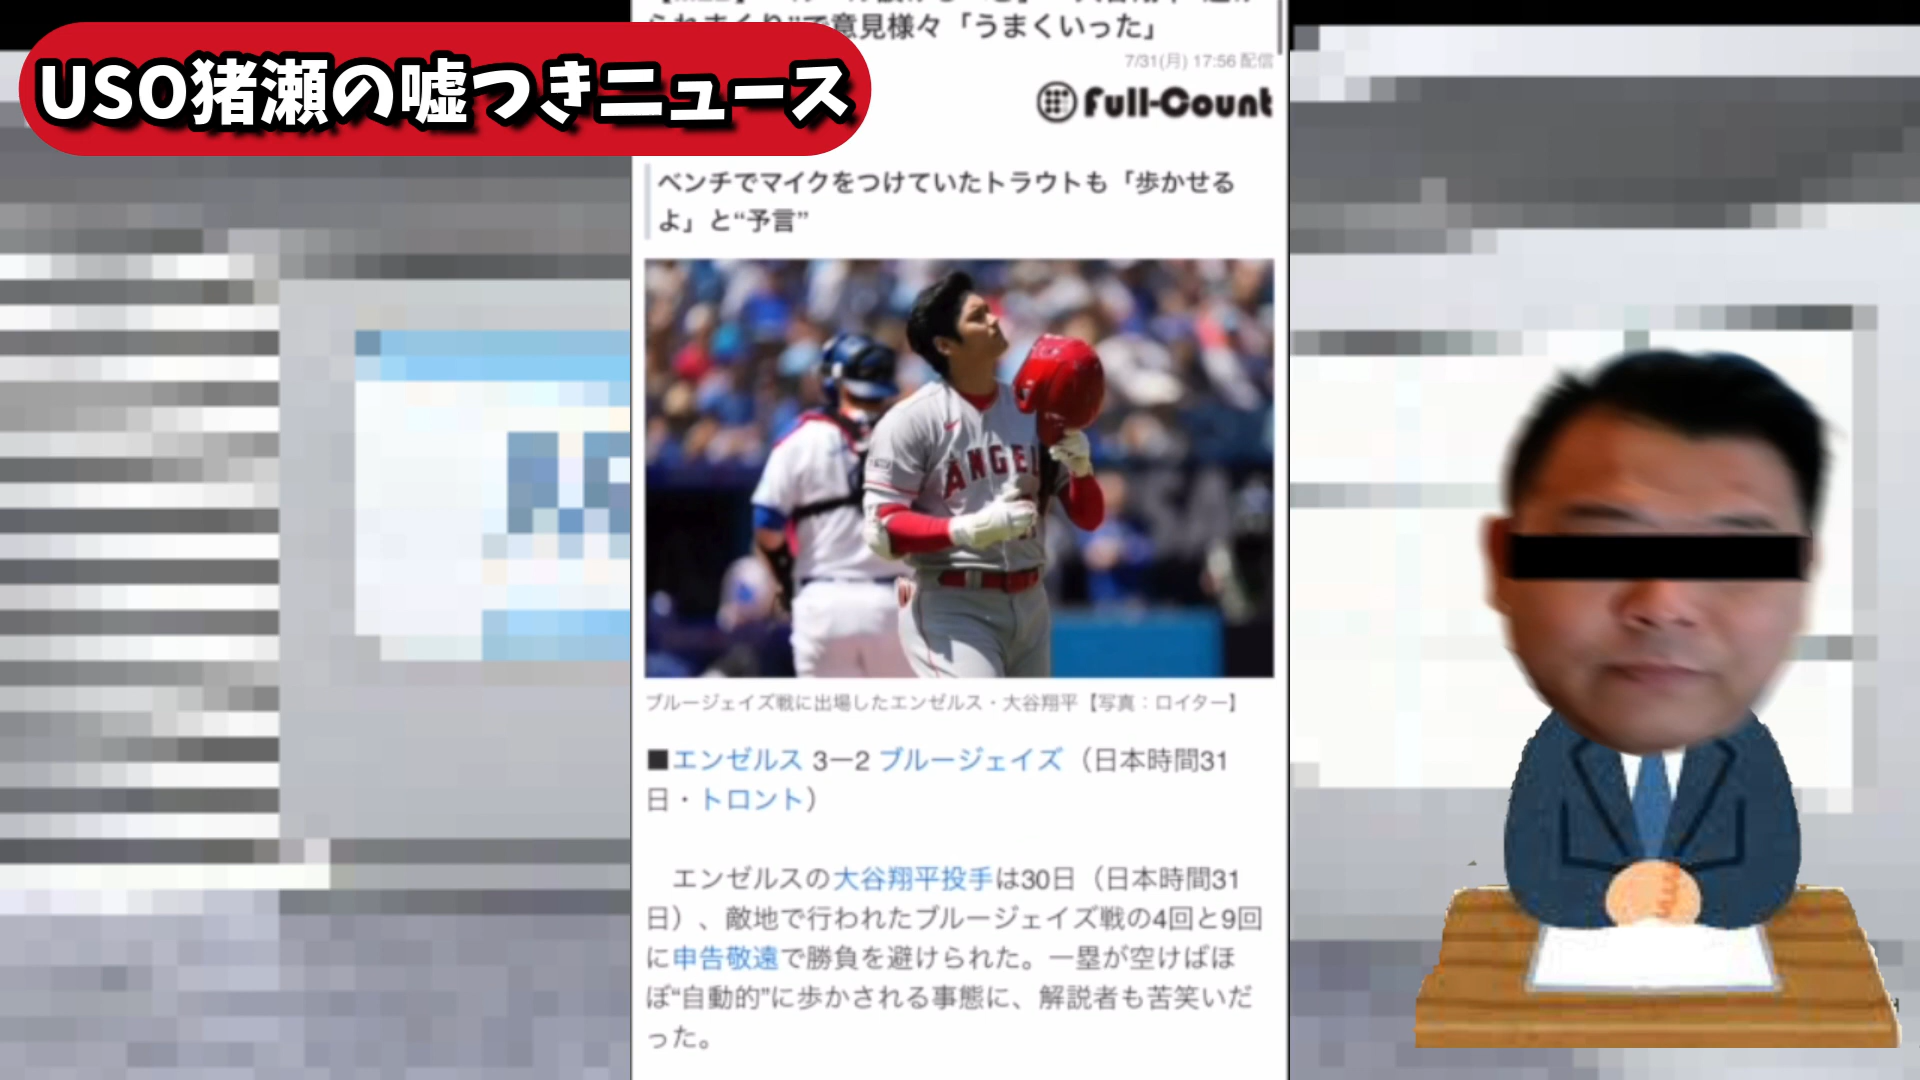 USO猪瀬の嘘つきニュース
意見様々「うまくいった」
7/31(月) 17:56 配信
Full-Count
ベンチでマイクをつけていたトラウトも「歩かせる
よ」と“予言”
ANGEL
ブルージェイズ戦に出場したエンゼルス・大谷翔平【写真：ロイター】
■エンゼルス 3ー2 ブルージェイズ（日本時間31
日・トロント）
エンゼルスの大谷翔平投手は30日（日本時間31
日）、敵地で行われたブルージェイズ戦の4回と9回
に申告敬遠で勝負を避けられた。一塁が空けばほ
ぼ“自動的”に歩かされる事態に、解説者も苦笑いだ
った。